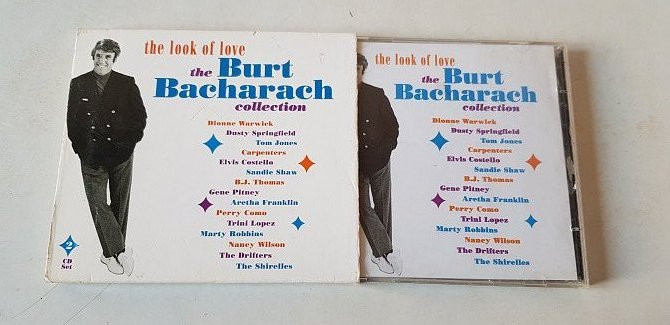 the look of love
the Burt
Bacharach
collection
Dionne Warwick
Dusty Springfield
Tom Jones
Carpenters
Elvis Costello
Sandie Shaw
B.J. Thomas
Gene Pitney
Aretha Franklin
Perry Como
Trini Lopez
Marty Robbins
Nancy Wilson
The Drifters
The Shirelles
2
CD
Set
the look of love
the Burt
Bacharach
collection
Dionne Warwick
Dusty Springfield
Tom Jones
Carpenters
Elvis Costello
Sandie Shaw
B.J. Thomas
Gene Pitney
Aretha Franklin
Perry Como
Trini Lopez
Marty Robbins
Nancy Wilson
The Drifters
The Shirelles